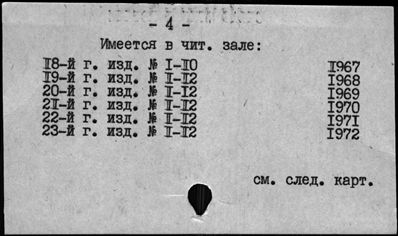 - 4 -
Имеется в чит. зале:
18-й г. изд. № 1-10 1967
19-й г. изд. № 1-12 1968
20-й г. изд. № 1-12 1969
21-й г. изд. № 1-12 1970
22-й г. изд. № 1-12 1971
23-й г. изд. № 1-12 1972
см. след. карт.